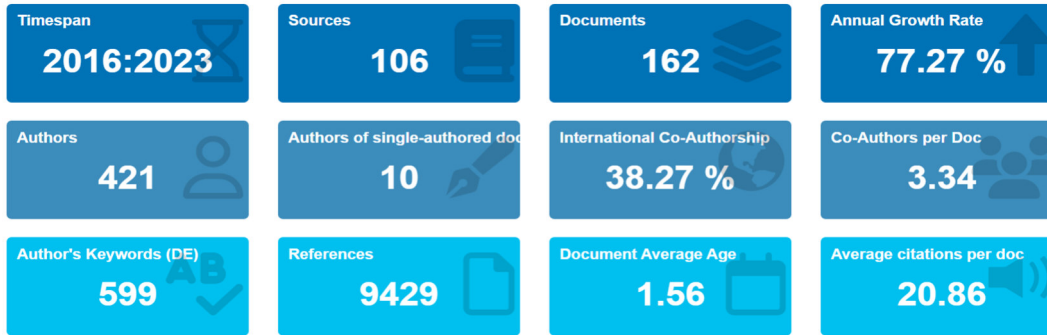 Timespan
2016:2023
Sources
106
Documents
162
Annual Growth Rate
77.27 %
Authors
421
Authors of single-authored doc
10
International Co-Authorship
38.27 %
Co-Authors per Doc
3.34
Author's Keywords (DE)
AB
599
References
9429
Document Average Age
1.56
Average citations per doc
20.86